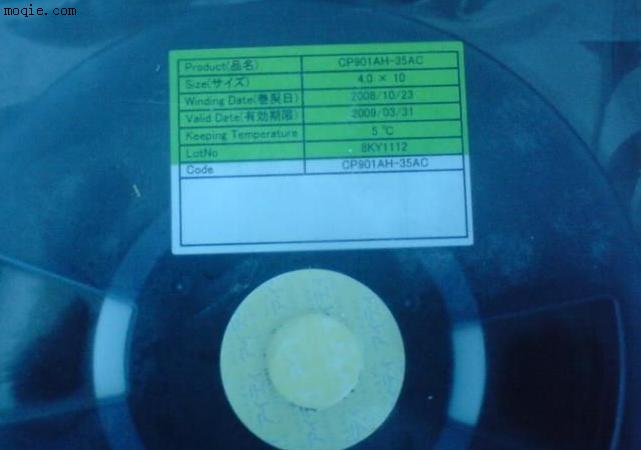 moqie.com
Product(品名) CP901AH-35AC
Size(サイズ) 4.0 × 10
Winding Date(巻製日) 2008/10/23
Valid Date(有効期限) 2009/03/31
Keeping Temperature 5 ℃
LotNo 8KY1112
Code CP901AH-35AC